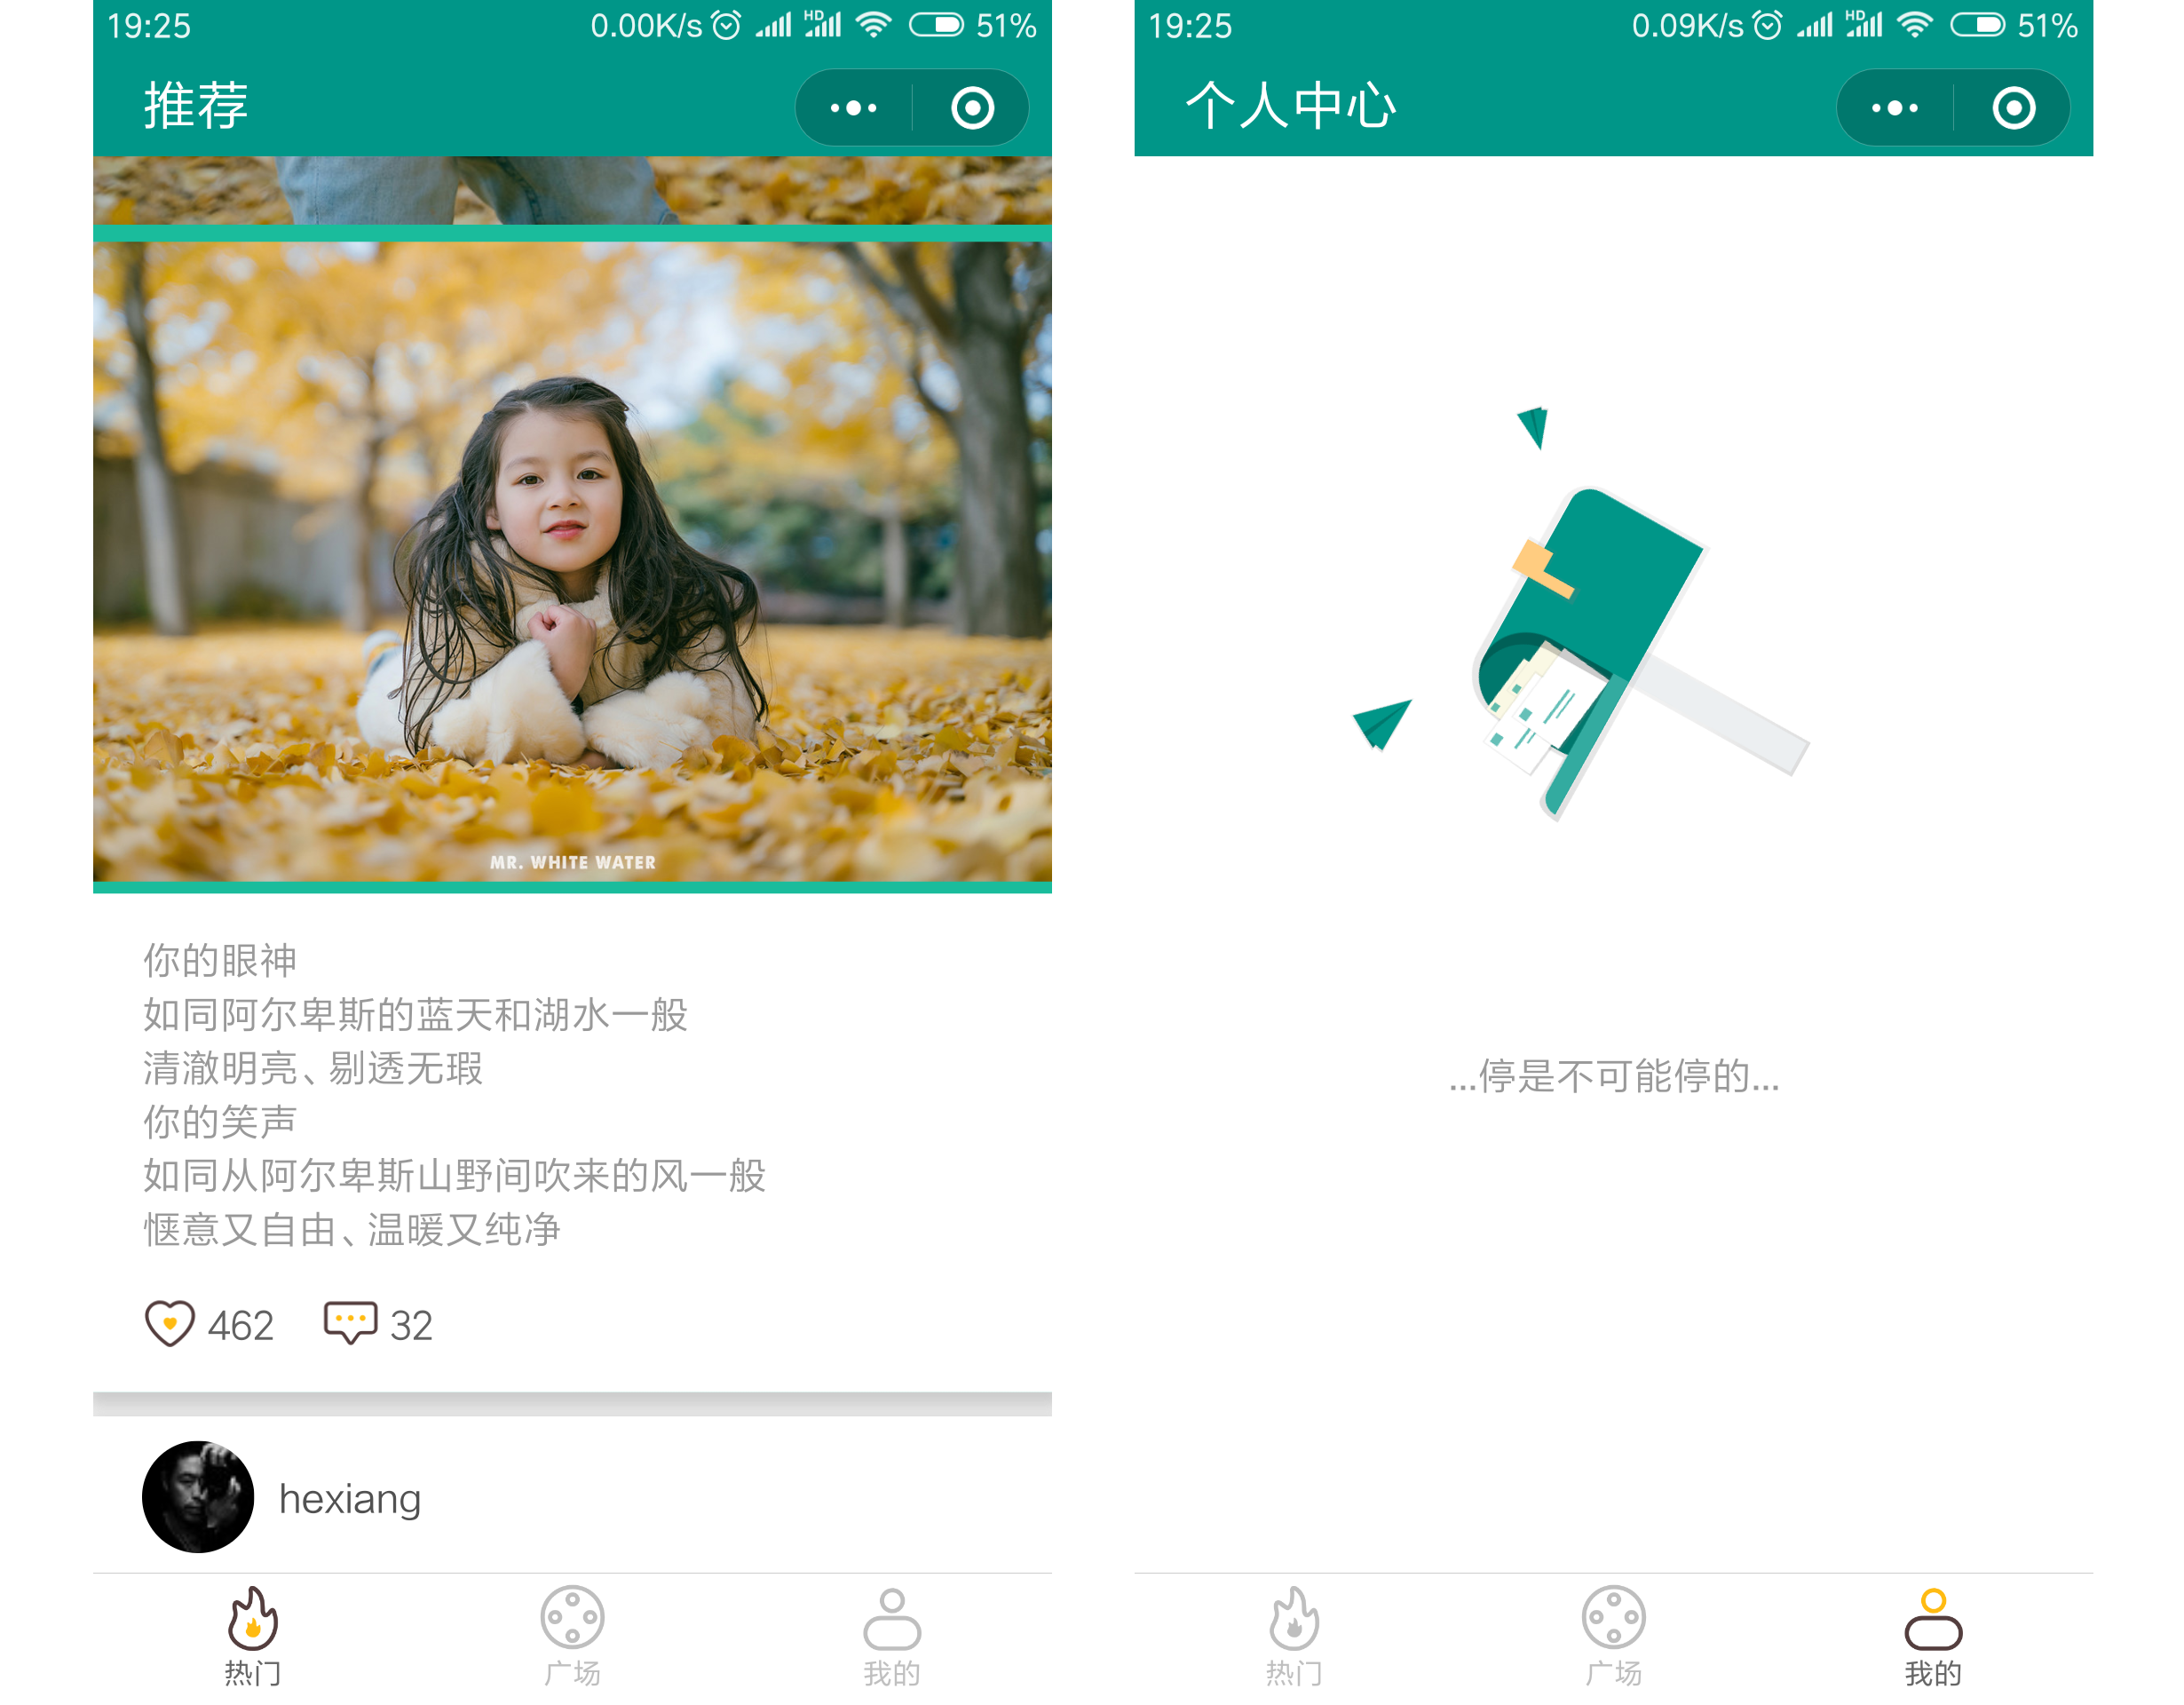 19:25 0.00K/s HD 51%
推荐
MR. WHITE WATER
你的眼神
如同阿尔卑斯的蓝天和湖水一般
清澈明亮、剔透无瑕
你的笑声
如同从阿尔卑斯山野间吹来的风一般
惬意又自由、温暖又纯净
462 32
hexiang
热门 广场 我的
19:25 0.09K/s HD 51%
个人中心
...停是不可能停的...
热门 广场 我的